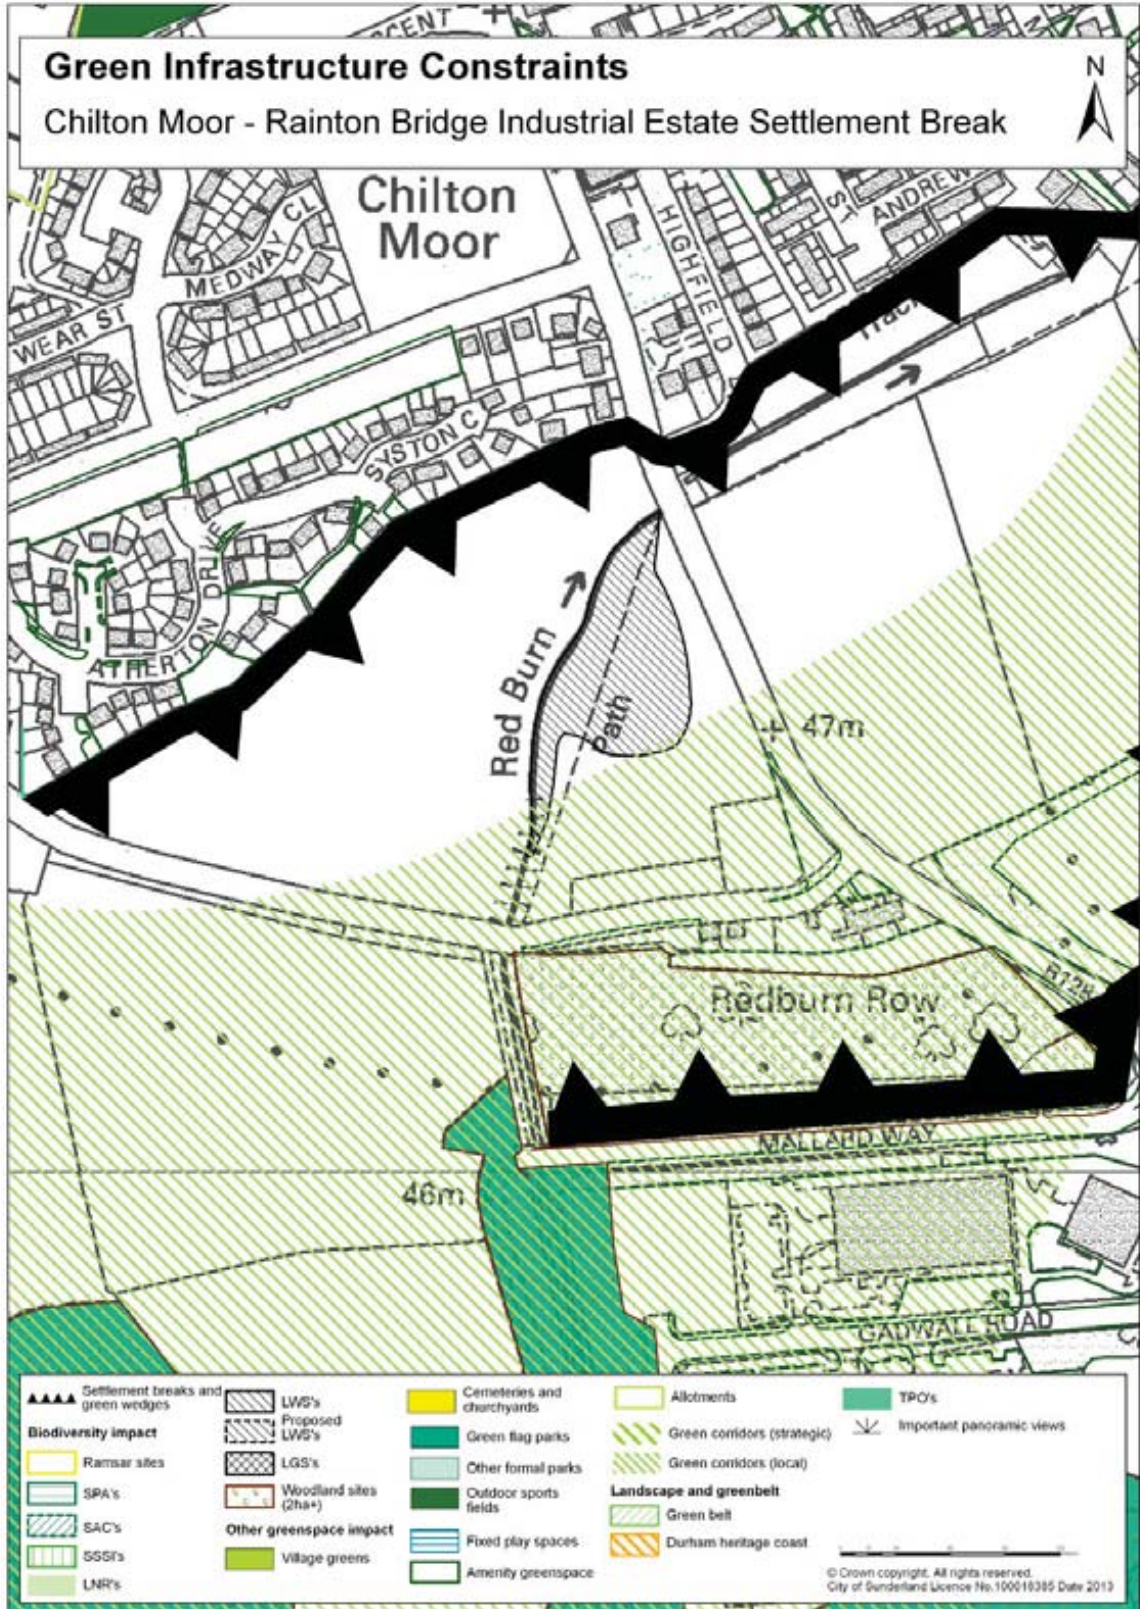 Green Infrastructure Constraints
Chilton Moor - Rainton Bridge Industrial Estate Settlement Break
N
Chilton
Moor
MEDWAY CL
WEAR ST
HIGHFIELD
ST
ANDREW
SYSTON C
ATHERTON DRIVE
Red Burn
Path
47m
Redburn Row
MALLARD WAY
46m
GADWALL ROAD
Settlement breaks and
green wedges
Biodiversity impact
Ramsar sites
SPA's
SAC's
SSSI's
LNR's
LWS's
Proposed
LWS's
LGS's
Woodland sites
(2ha+)
Other greenspace impact
Village greens
Cemeteries and
churchyards
Green flag parks
Other formal parks
Outdoor sports
fields
Fixed play spaces
Amenity greenspace
Allotments
Green corridors (strategic)
Green corridors (local)
Landscape and greenbelt
Green belt
Durham heritage coast
TPO's
Important panoramic views
© Crown copyright. All rights reserved.
City of Sunderland Licence No.100018385 Date 2013